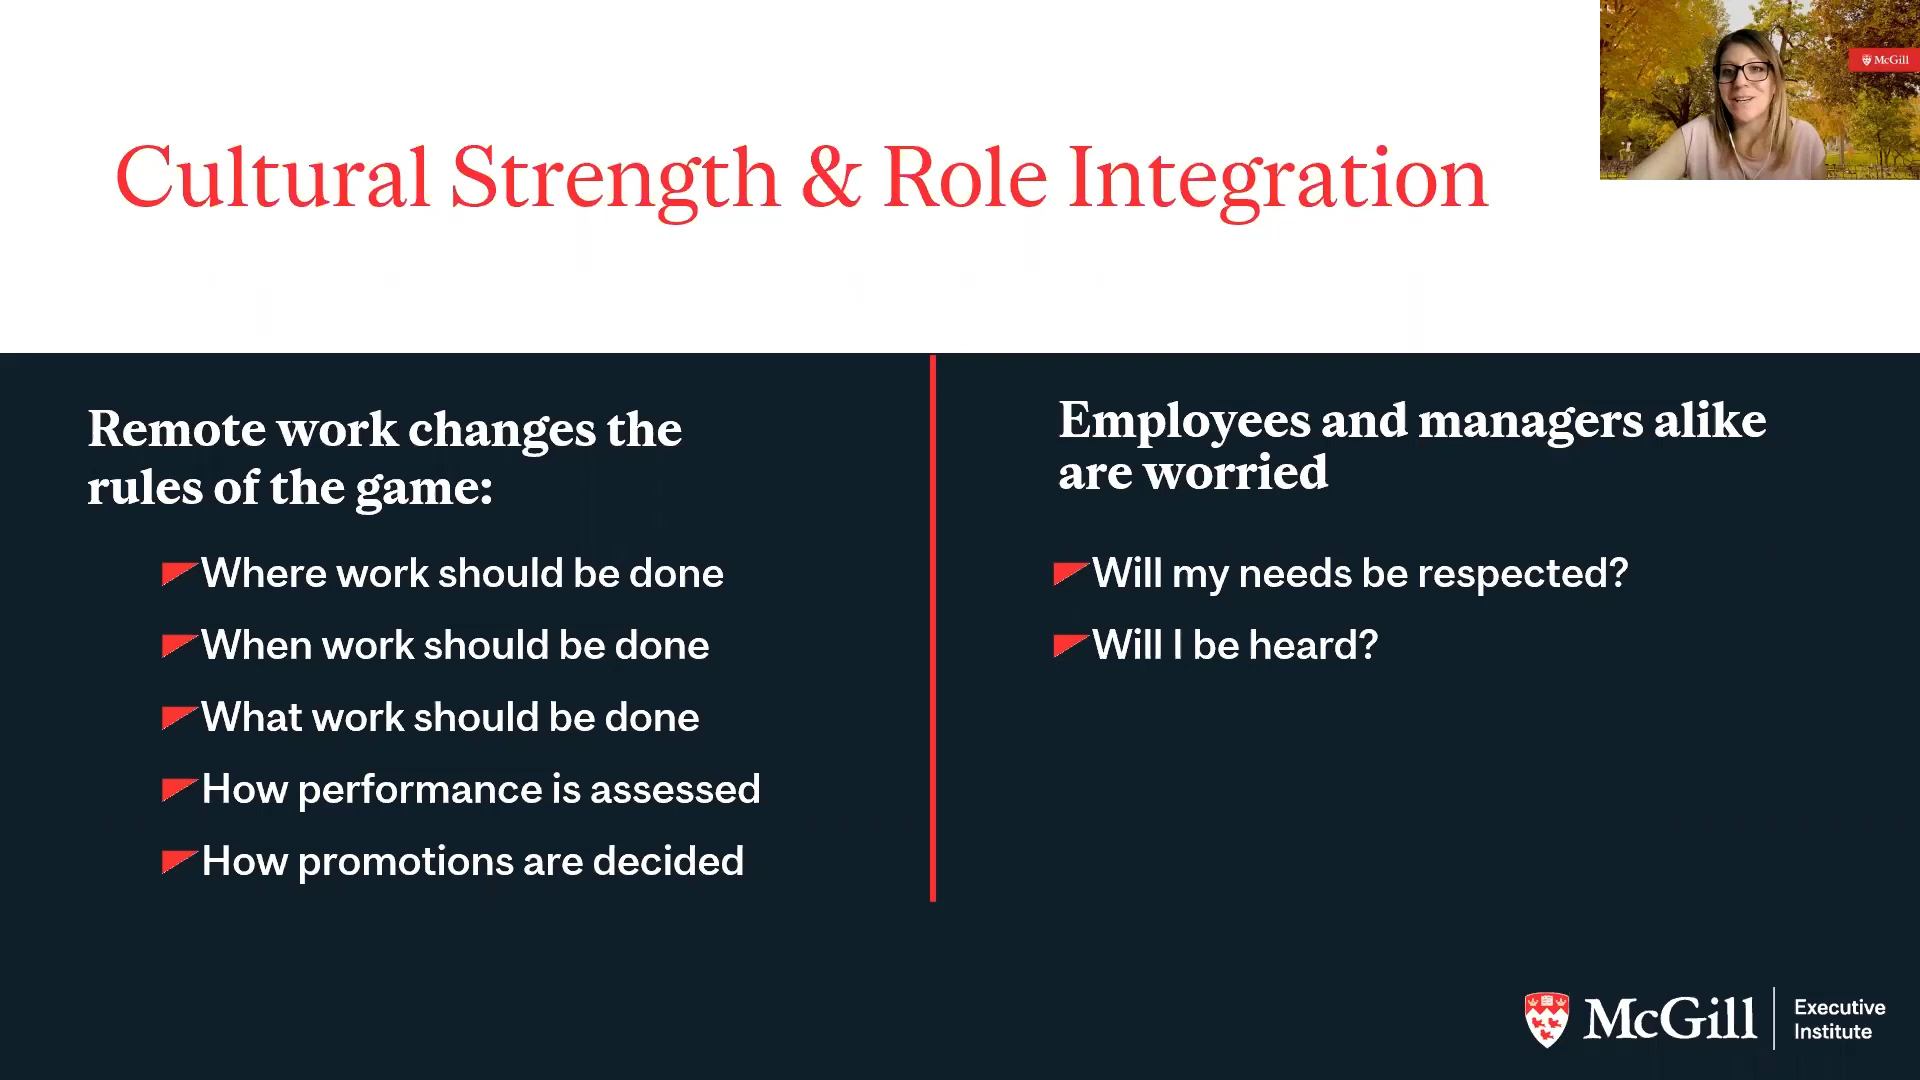 McGill
Cultural Strength & Role Integration
Remote work changes the
rules of the game:
Where work should be done
When work should be done
What work should be done
How performance is assessed
How promotions are decided
Employees and managers alike
are worried
Will my needs be respected?
Will I be heard?
McGill
Executive
Institute